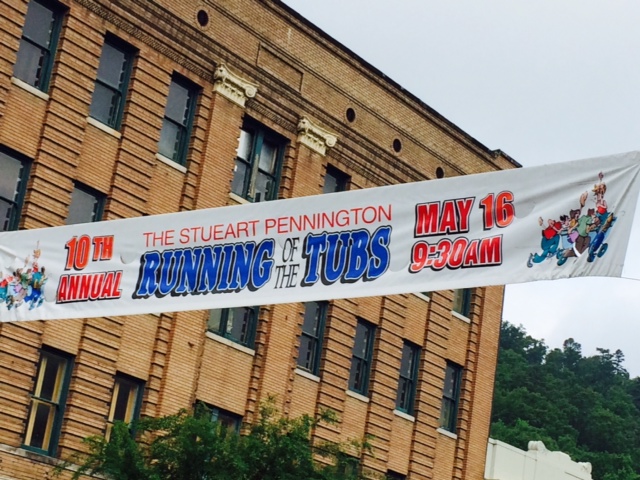 10TH
ANNUAL
THE STUEART PENNINGTON
RUNNING OF THE TUBS
MAY 16
9-30AM